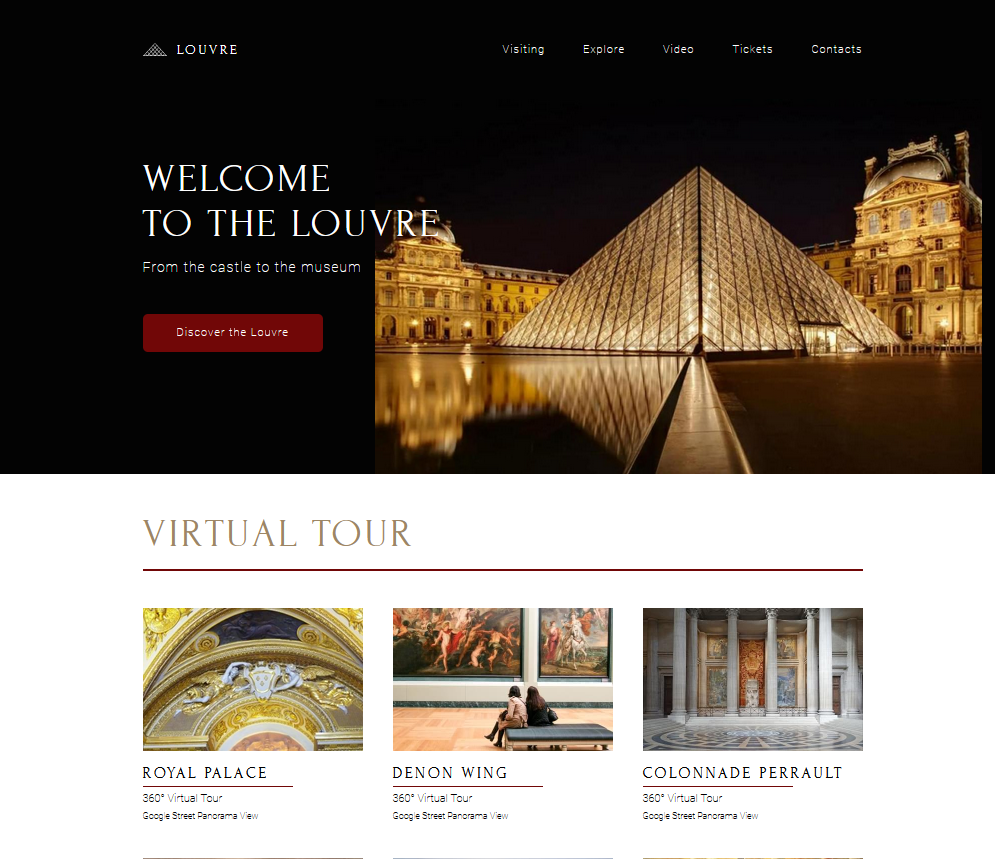 LOUVRE
Visiting Explore Video Tickets Contacts
WELCOME
TO THE LOUVRE
From the castle to the museum
Discover the Louvre
VIRTUAL TOUR
ROYAL PALACE
360° Virtual Tour
Google Street Panorama View
DENON WING
360° Virtual Tour
Google Street Panorama View
COLONNADE PERRAULT
360° Virtual Tour
Google Street Panorama View